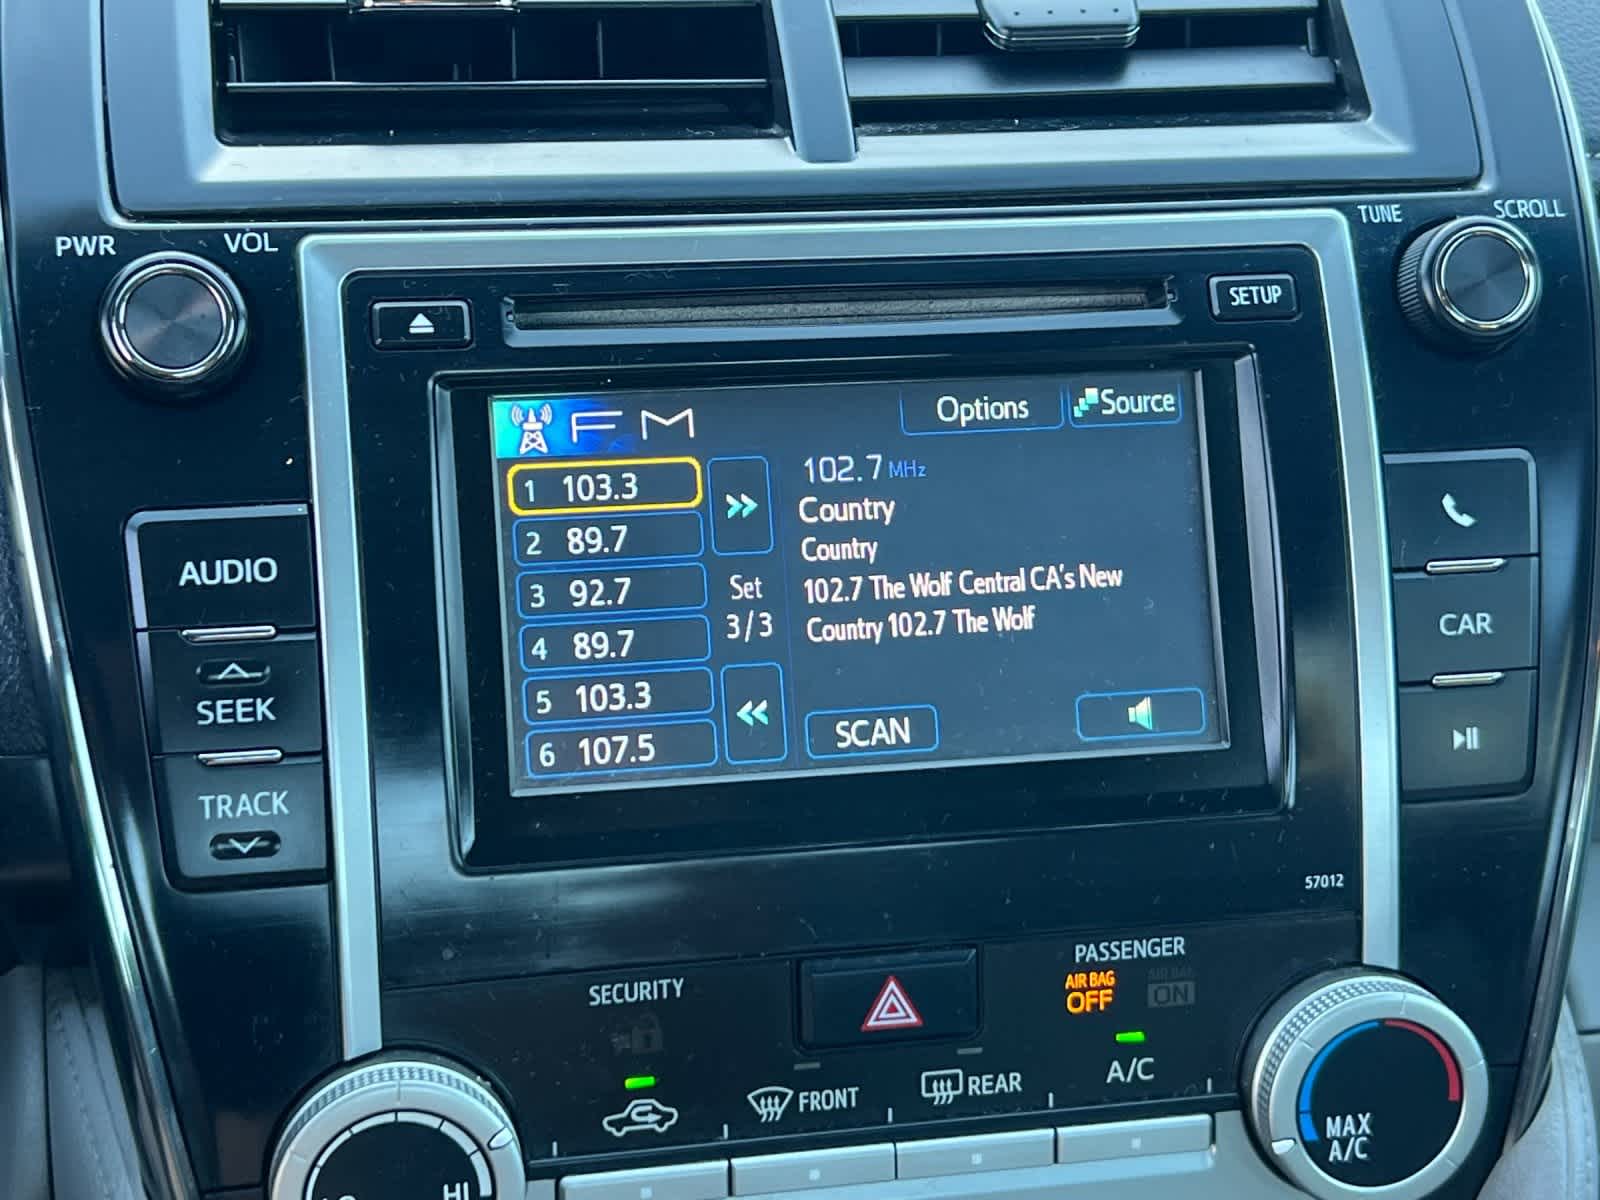 PWR
VOL
TUNE
SCROLL
SETUP
FM
Options
Source
1 103.3
2 89.7
3 92.7
4 89.7
5 103.3
6 107.5
Set
3/3
102.7 MHz
Country
Country
102.7 The Wolf Central CA's New
Country 102.7 The Wolf
SCAN
AUDIO
SEEK
TRACK
CAR
57012
SECURITY
PASSENGER
AIR BAG
OFF
AIR BAG
ON
FRONT
REAR
A/C
HI
MAX
A/C